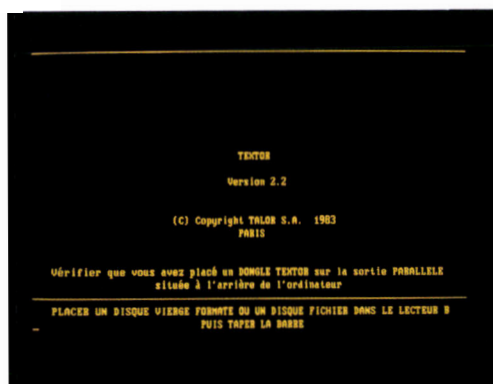 TEXTOR
Version 2.2
(C) Copyright TALOR S.A. 1983
PARIS
Vérifier que vous avez placé un DONGLE TEXTOR sur la sortie PARALLELE
située à l'arrière de l'ordinateur
PLACER UN DISQUE VIERGE FORMATE OU UN DISQUE FICHIER DANS LE LECTEUR B
PUIS TAPER LA BARRE